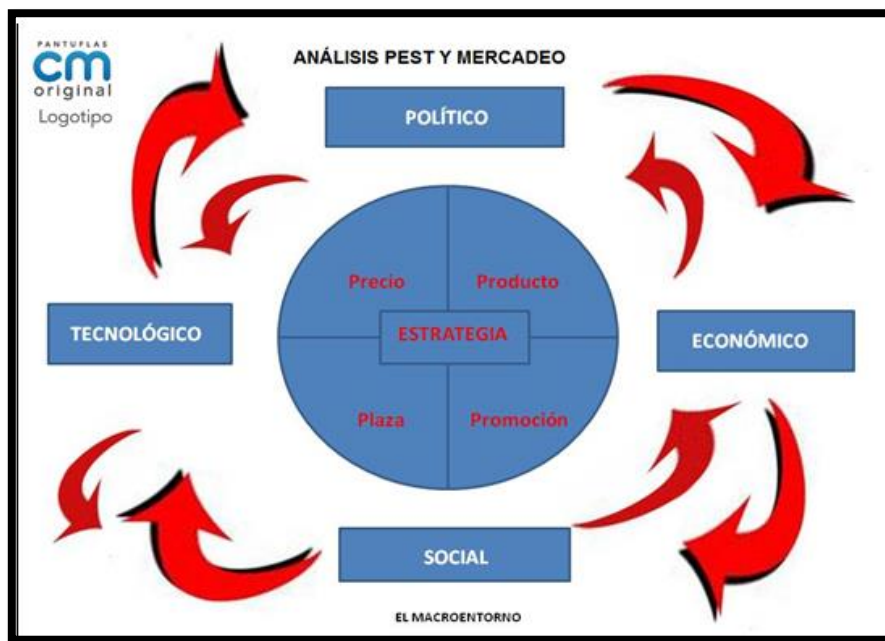 PANTUFLAS
cm
original
Logotipo
ANÁLISIS PEST Y MERCADEO
POLÍTICO
Precio
Producto
TECNOLÓGICO
ESTRATEGIA
ECONÓMICO
Plaza
Promoción
SOCIAL
EL MACROENTORNO